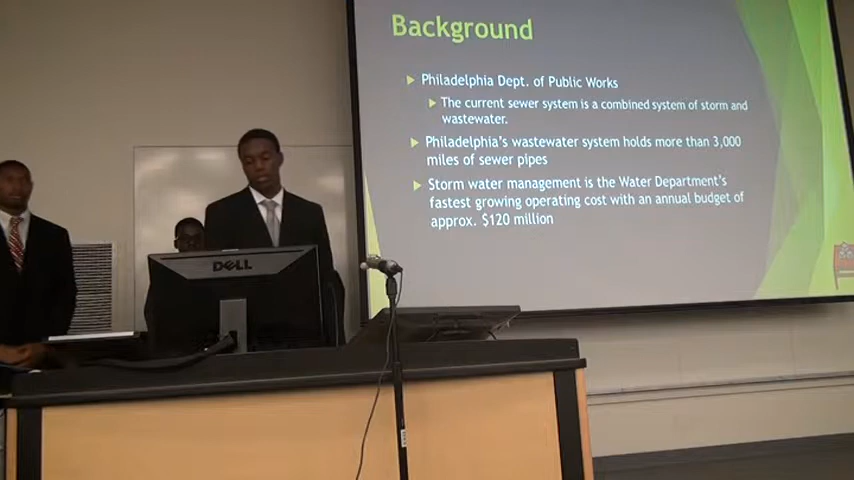 Background
Philadelphia Dept. of Public Works
The current sewer system is a combined system of storm and
wastewater.
Philadelphia's wastewater system holds more than 3,000
miles of sewer pipes
Storm water management is the Water Department's
fastest growing operating cost with an annual budget of
approx. $120 million
DELL